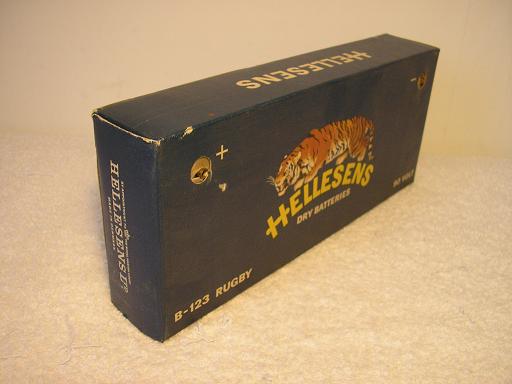 HELLESENS
+
-
HELLESENS
DRY BATTERIES
90 VOLT
B-123 RUGBY
HELLESENS LTD